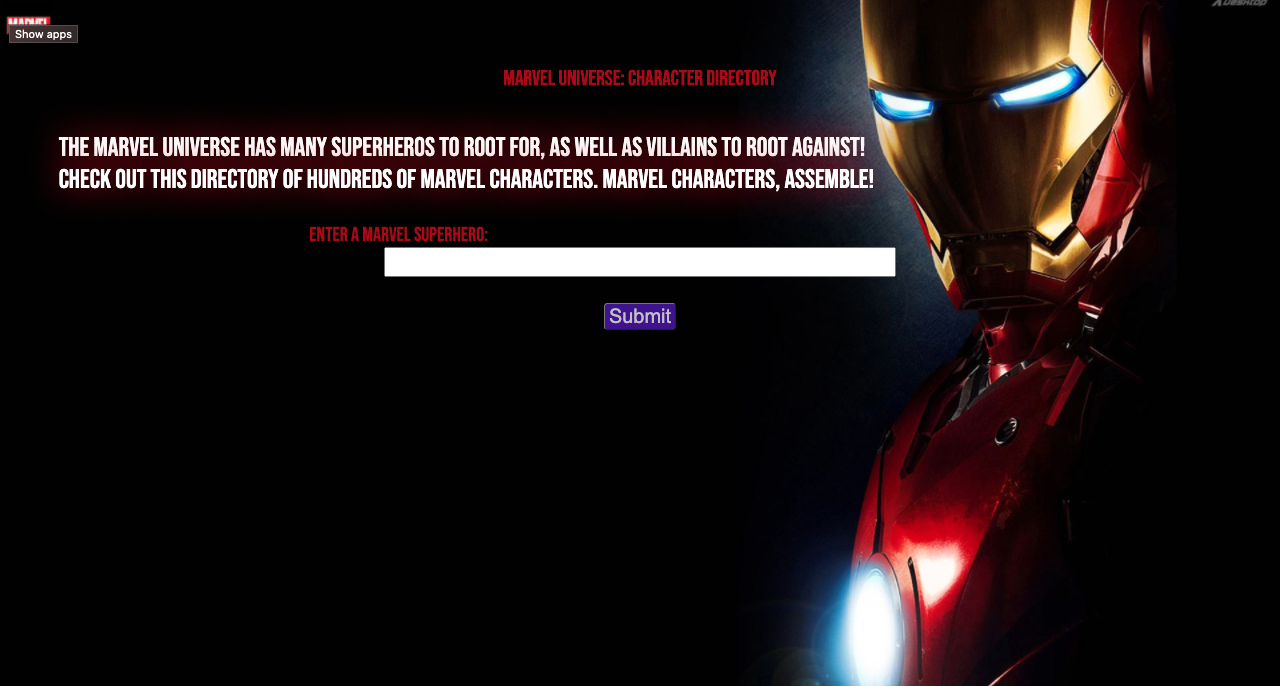 MARVEL
Show apps
MARVEL UNIVERSE: CHARACTER DIRECTORY
THE MARVEL UNIVERSE HAS MANY SUPERHEROS TO ROOT FOR, AS WELL AS VILLAINS TO ROOT AGAINST!
CHECK OUT THIS DIRECTORY OF HUNDREDS OF MARVEL CHARACTERS. MARVEL CHARACTERS, ASSEMBLE!
ENTER A MARVEL SUPERHERO:
Submit